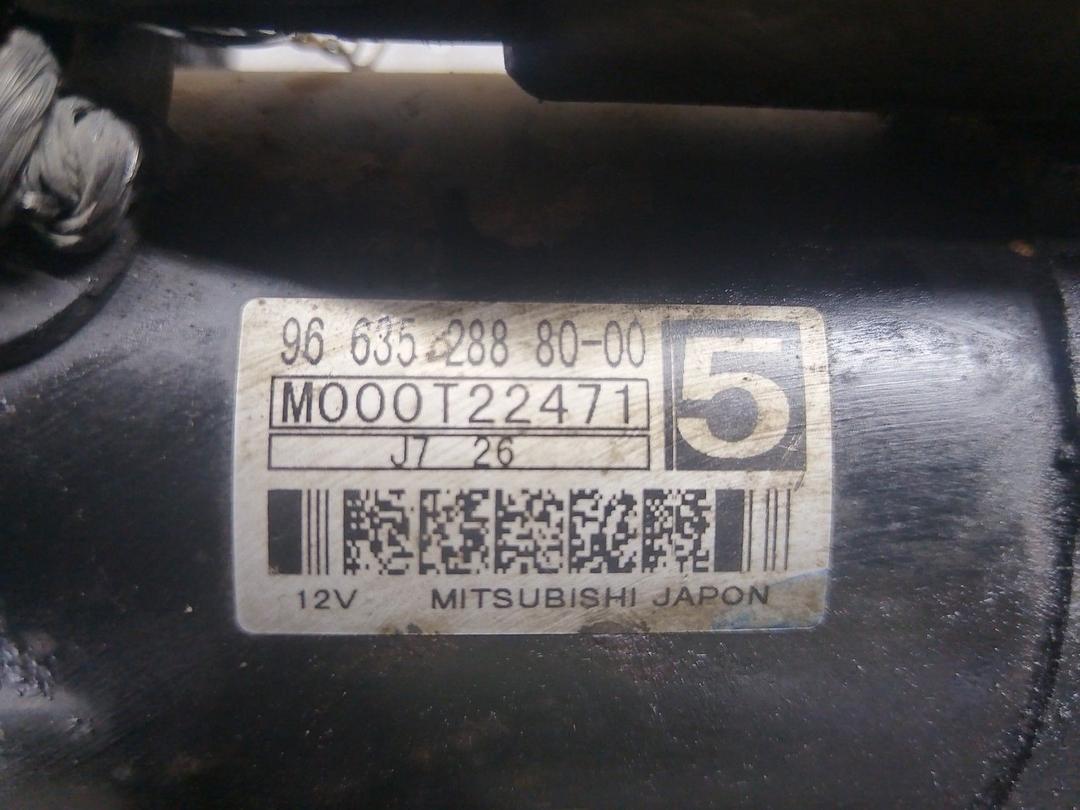 96 635 288 80-00
5
M000T22471
J7 26
12V MITSUBISHI JAPON